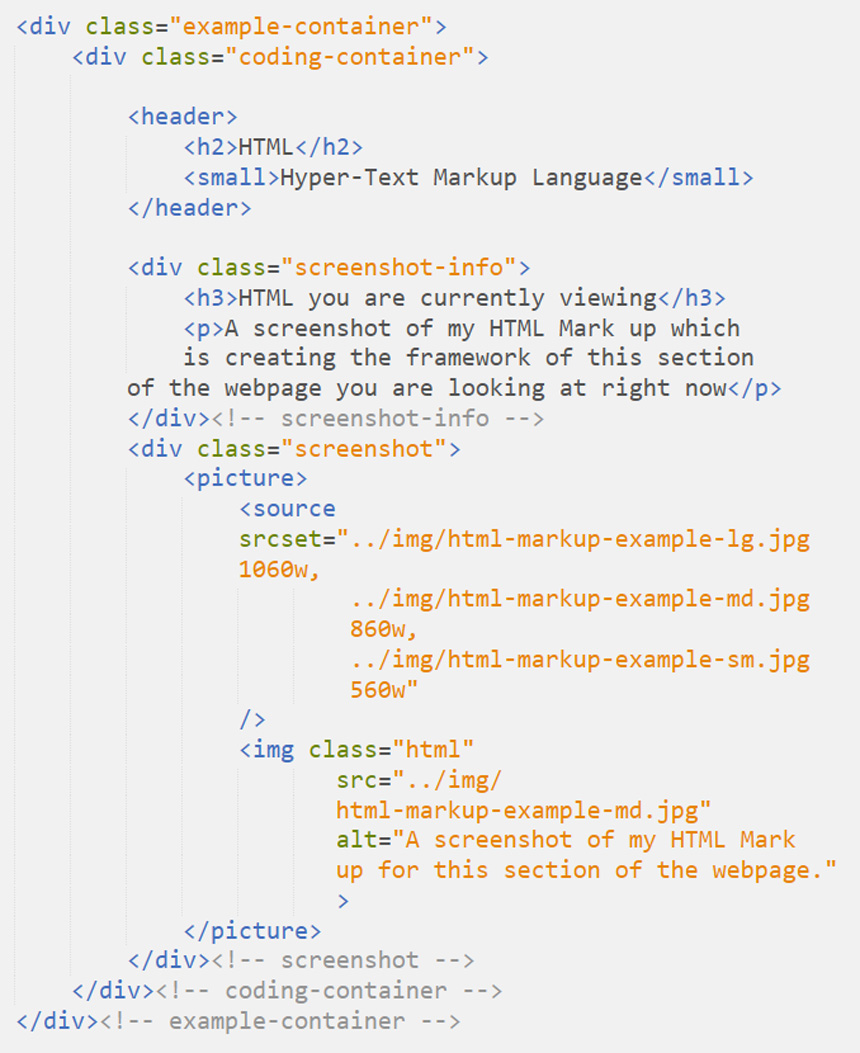 <div class="example-container">
<div class="coding-container">
<header>
<h2>HTML</h2>
<small>Hyper-Text Markup Language</small>
</header>
<div class="screenshot-info">
<h3>HTML you are currently viewing</h3>
<p>A screenshot of my HTML Mark up which
is creating the framework of this section
of the webpage you are looking at right now</p>
</div><!-- screenshot-info -->
<div class="screenshot">
<picture>
<source
srcset="../img/html-markup-example-lg.jpg
1060w,
../img/html-markup-example-md.jpg
860w,
../img/html-markup-example-sm.jpg
560w"
/>
<img class="html"
src="../img/
html-markup-example-md.jpg"
alt="A screenshot of my HTML Mark
up for this section of the webpage."
>
</picture>
</div><!-- screenshot -->
</div><!-- coding-container -->
</div><!-- example-container -->